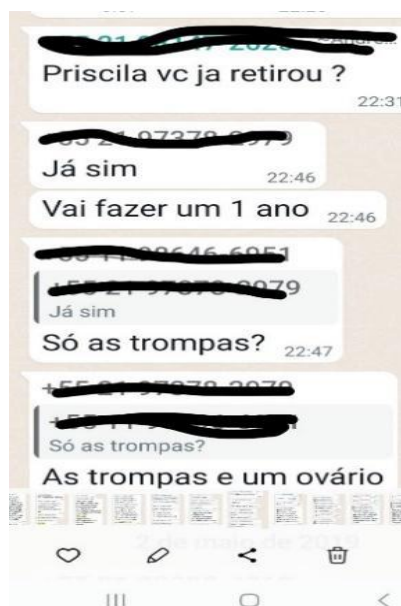 Priscila vc ja retirou ?
22:31
Já sim
22:46
Vai fazer um 1 ano 22:46
Já sim
Só as trompas? 22:47
Só as trompas?
As trompas e um ovário
2 de maio de 2019